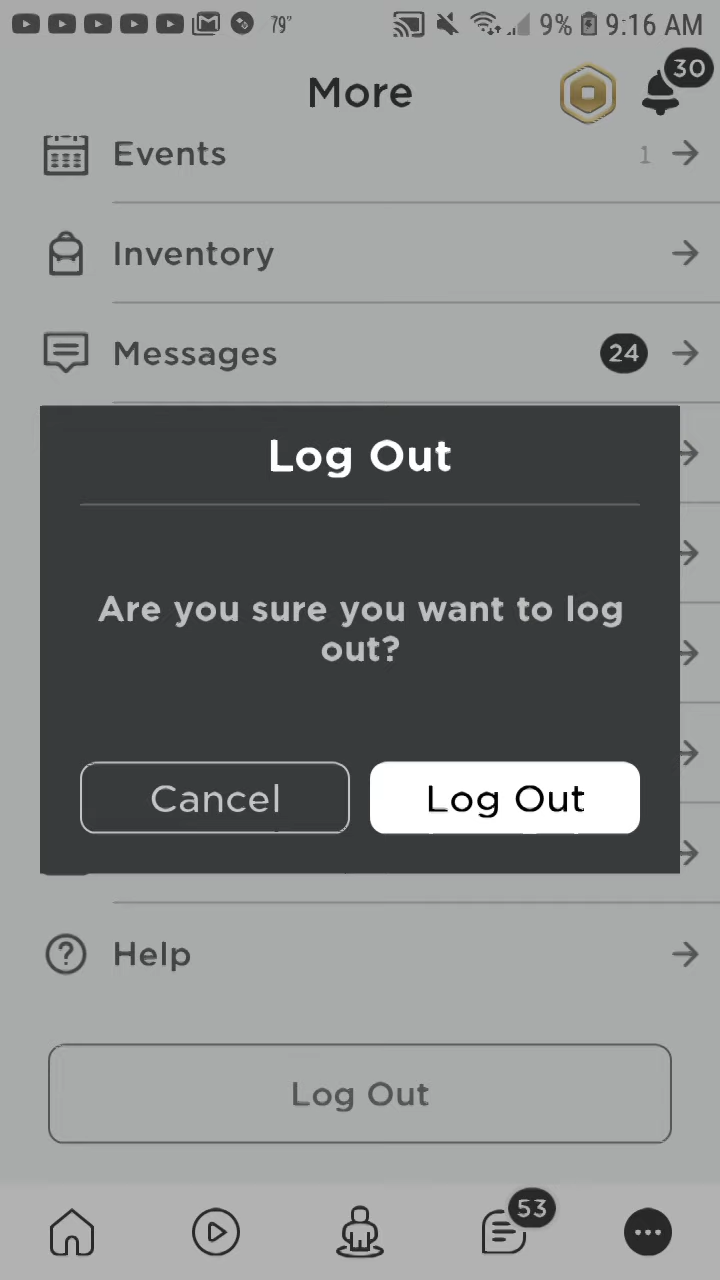 79° 9% 9:16 AM
More 30
Events 1
Inventory
Messages 24
Log Out
Are you sure you want to log
out?
Cancel Log Out
Help
Log Out
53